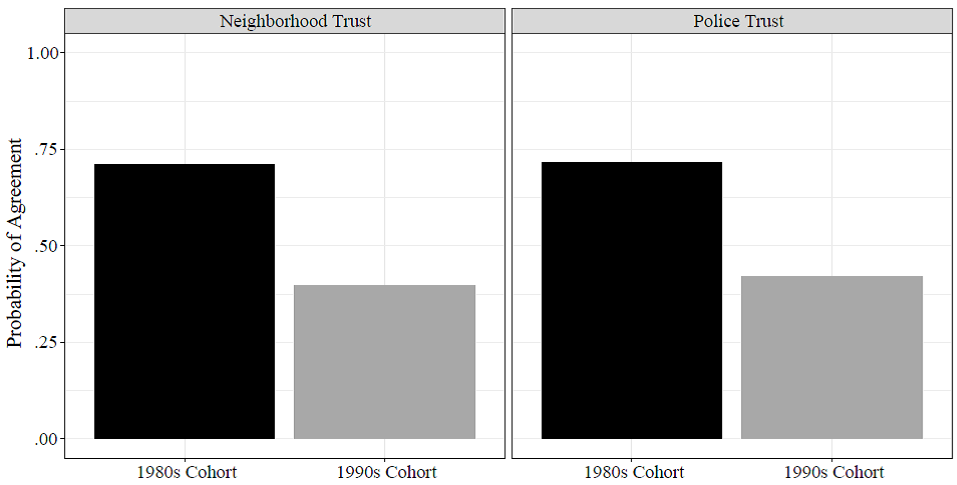 Neighborhood Trust
Police Trust
Probability of Agreement
1.00
.75
.50
.25
.00
1980s Cohort
1990s Cohort
1980s Cohort
1990s Cohort